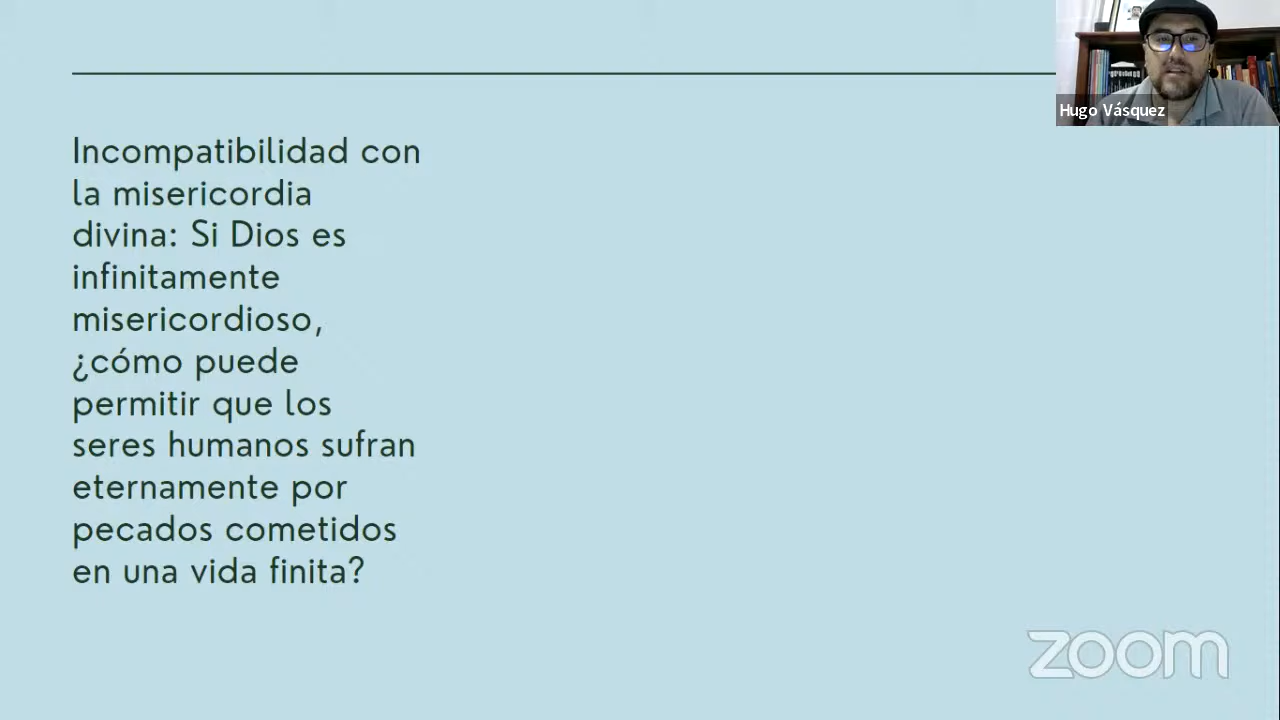 Incompatibilidad con
la misericordia
divina: Si Dios es
infinitamente
misericordioso,
¿cómo puede
permitir que los
seres humanos sufran
eternamente por
pecados cometidos
en una vida finita?
Hugo Vásquez
zoom